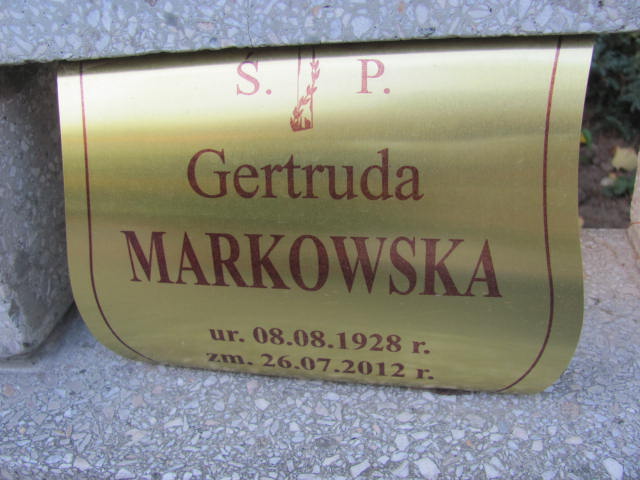 Ś. P.
Gertruda
MARKOWSKA
ur. 08.08.1928 r.
zm. 26.07.2012 r.